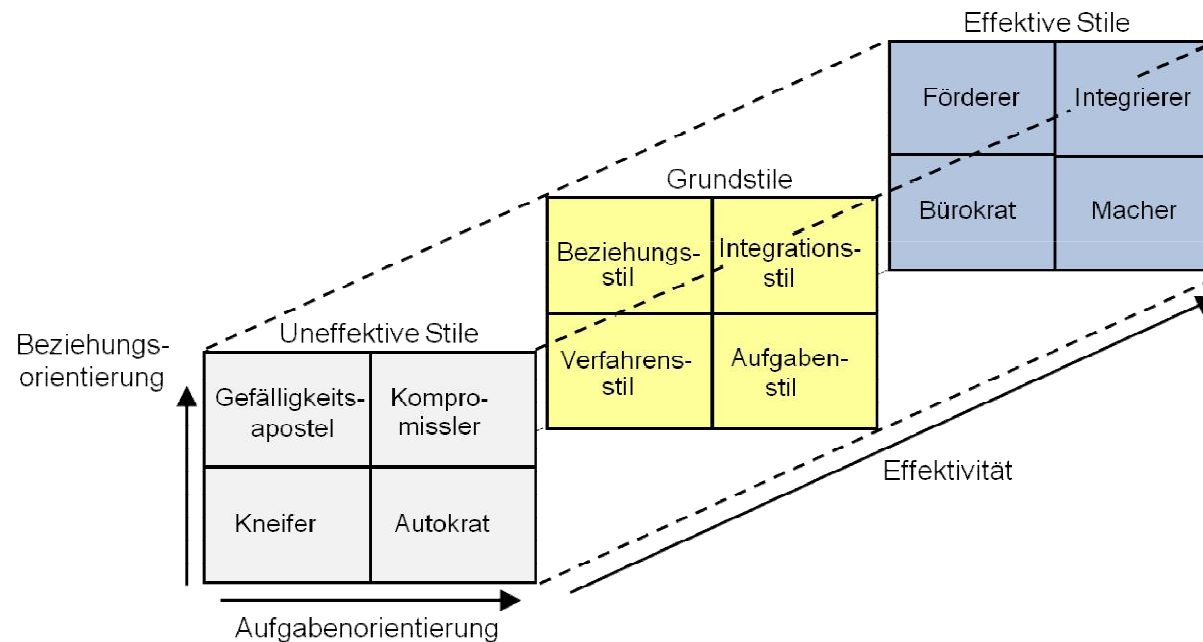 Effektive Stile
Förderer
Integrierer
Bürokrat
Macher
Grundstile
Beziehungs-
stil
Integrations-
stil
Verfahrens-
stil
Aufgaben-
stil
Uneffektive Stile
Gefälligkeits-
apostel
Kompro-
missler
Kneifer
Autokrat
Beziehungs-
orientierung
Aufgabenorientierung
Effektivität